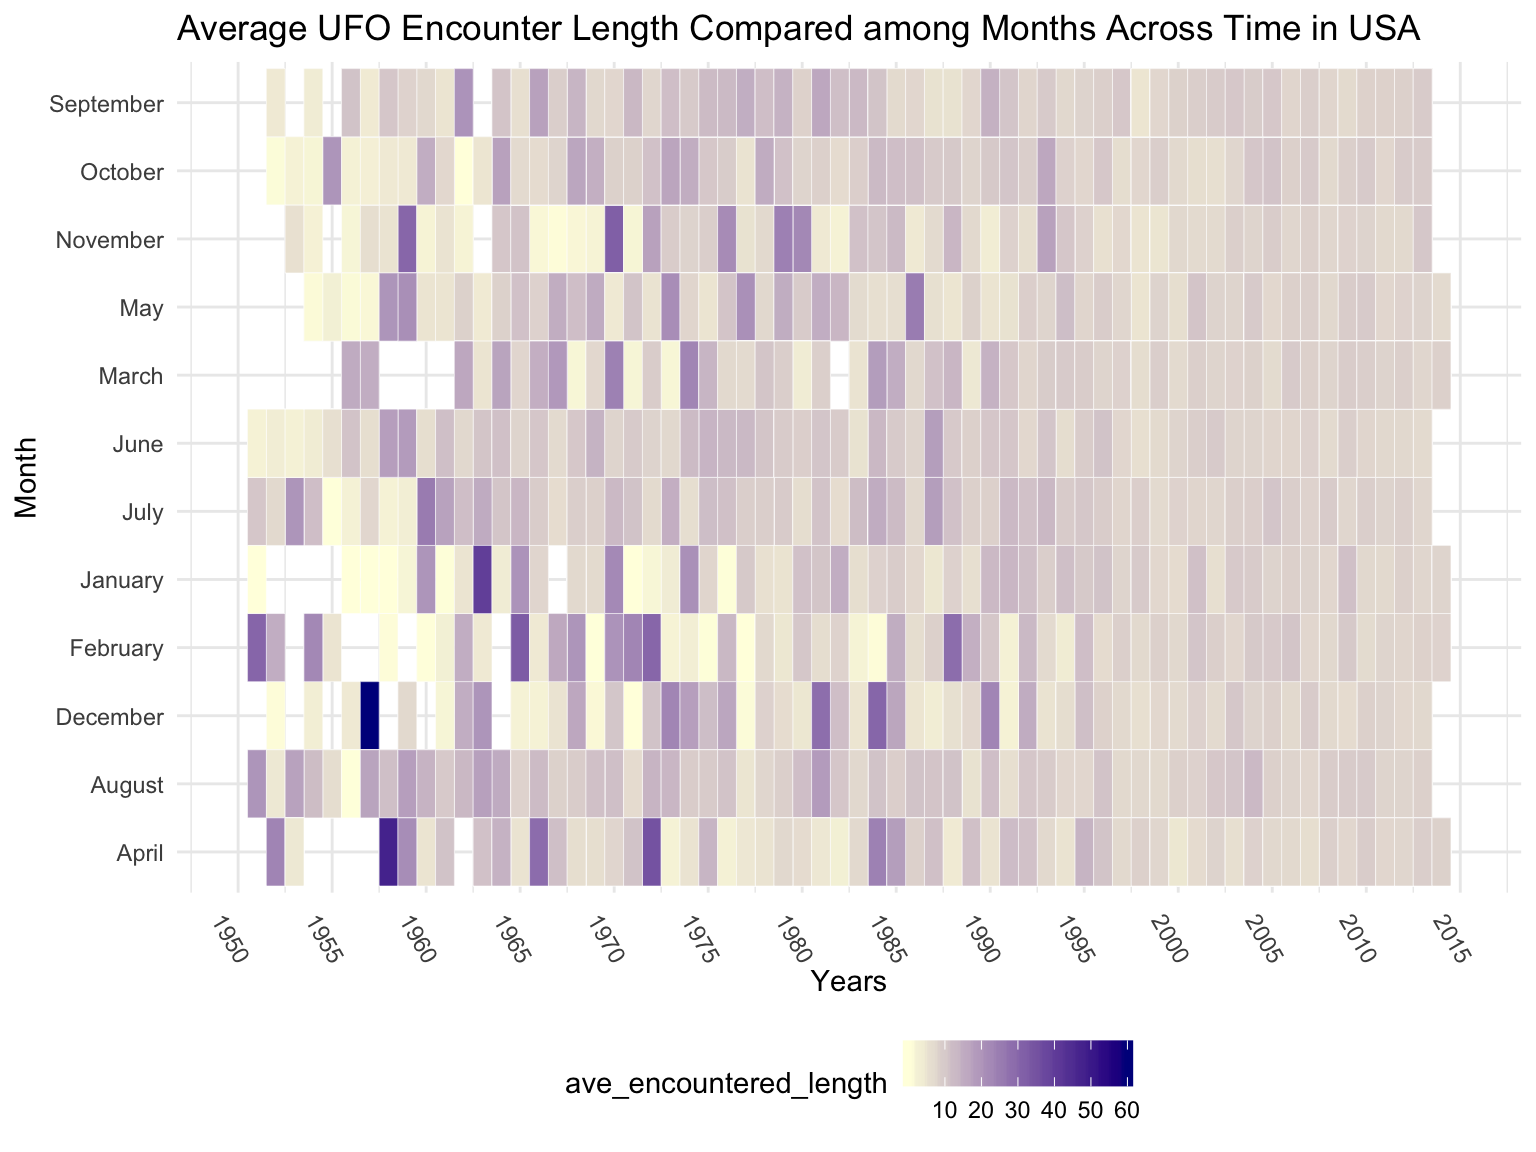 Average UFO Encounter Length Compared among Months Across Time in USA
September
October
November
May
March
June
July
January
February
December
August
April
Month
1950 1955 1960 1965 1970 1975 1980 1985 1990 1995 2000 2005 2010 2015
Years
ave_encountered_length
10 20 30 40 50 60